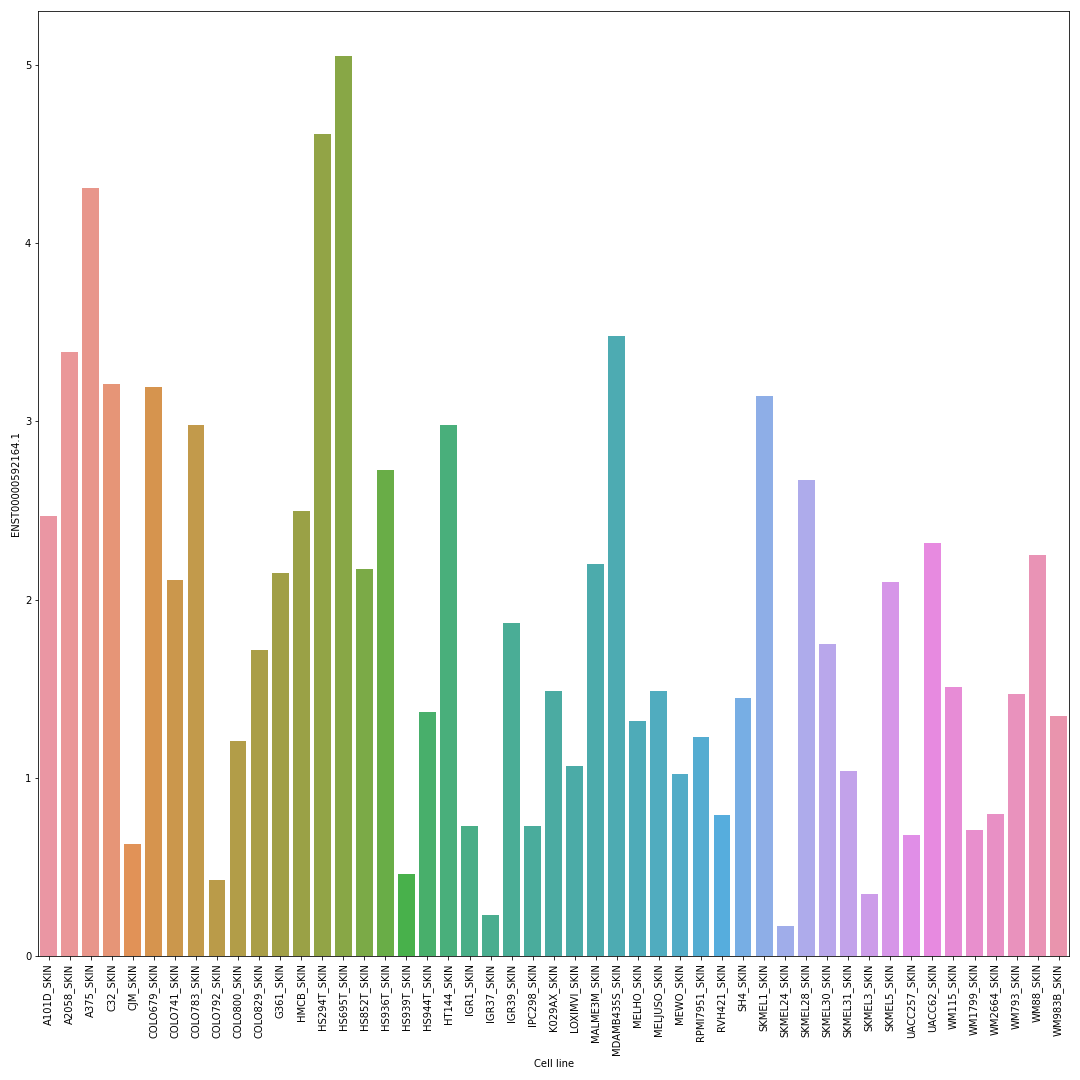 5
4
3
2
1
0
ENST00000592164.1
A101D_SKIN
A2058_SKIN
A375_SKIN
C32_SKIN
CJM_SKIN
COLO679_SKIN
COLO741_SKIN
COLO783_SKIN
COLO792_SKIN
COLO800_SKIN
COLO829_SKIN
G361_SKIN
HMCB_SKIN
HS294T_SKIN
HS695T_SKIN
HS852T_SKIN
HS936T_SKIN
HS939T_SKIN
HS944T_SKIN
HT144_SKIN
IGR1_SKIN
IGR37_SKIN
IGR39_SKIN
IPC298_SKIN
K029AX_SKIN
LOXIMVI_SKIN
MALME3M_SKIN
MDAMB435S_SKIN
MELHO_SKIN
MELJUSO_SKIN
MEWO_SKIN
RPMI7951_SKIN
RVH421_SKIN
SH4_SKIN
SKMEL1_SKIN
SKMEL24_SKIN
SKMEL28_SKIN
SKMEL30_SKIN
SKMEL31_SKIN
SKMEL3_SKIN
SKMEL5_SKIN
UACC257_SKIN
UACC62_SKIN
WM115_SKIN
WM1799_SKIN
WM2664_SKIN
WM793_SKIN
WM88_SKIN
WM983B_SKIN
Cell line